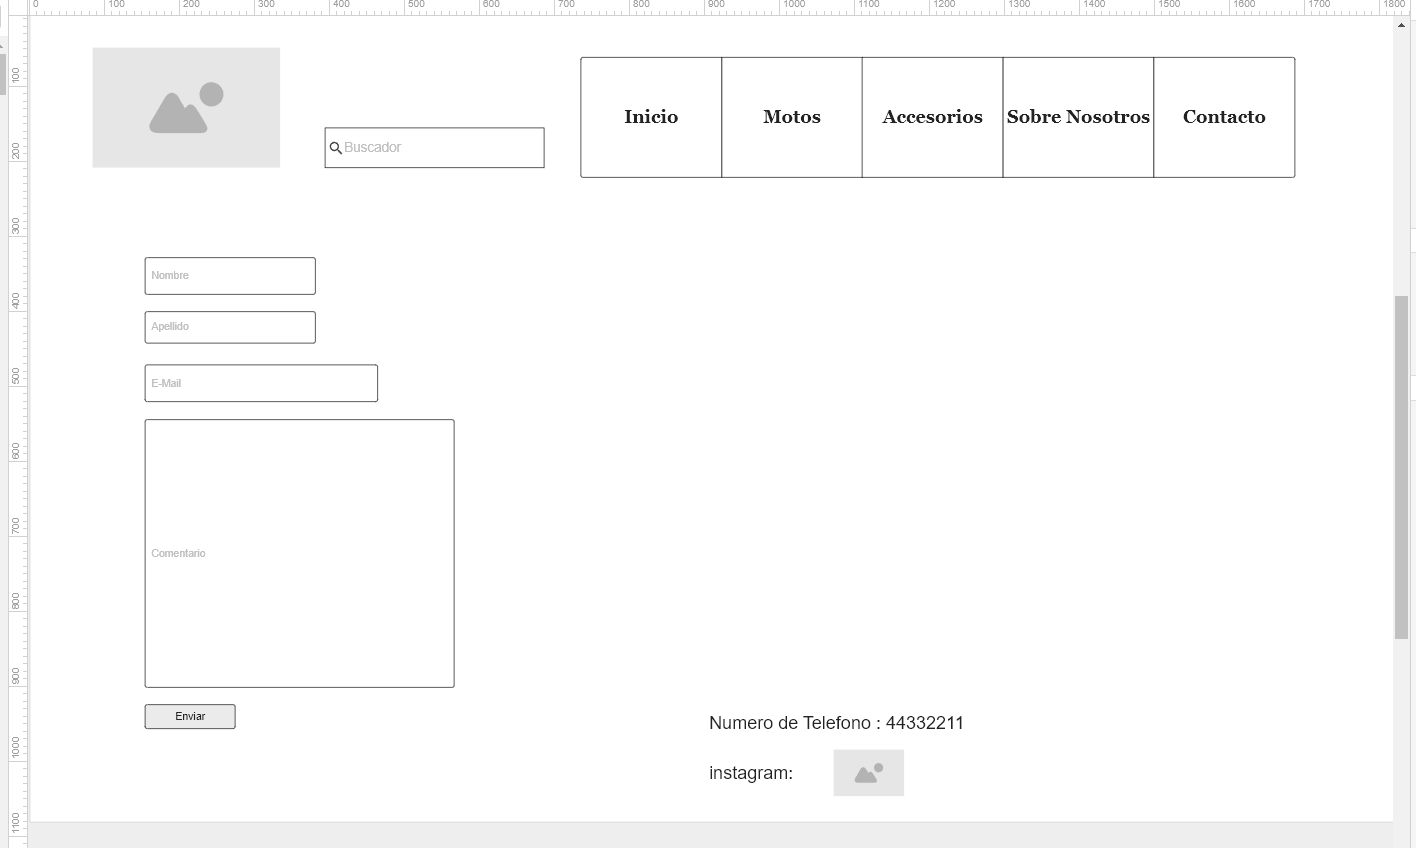 0 100 200 300 400 500 600 700 800 900 1000 1100 1200 1300 1400 1500 1600 1700 1800
100
200
300
400
500
600
700
800
900
1000
1100
Inicio Motos Accesorios Sobre Nosotros Contacto
Buscador
Nombre
Apellido
E-Mail
Comentario
Enviar
Numero de Telefono : 44332211
instagram: